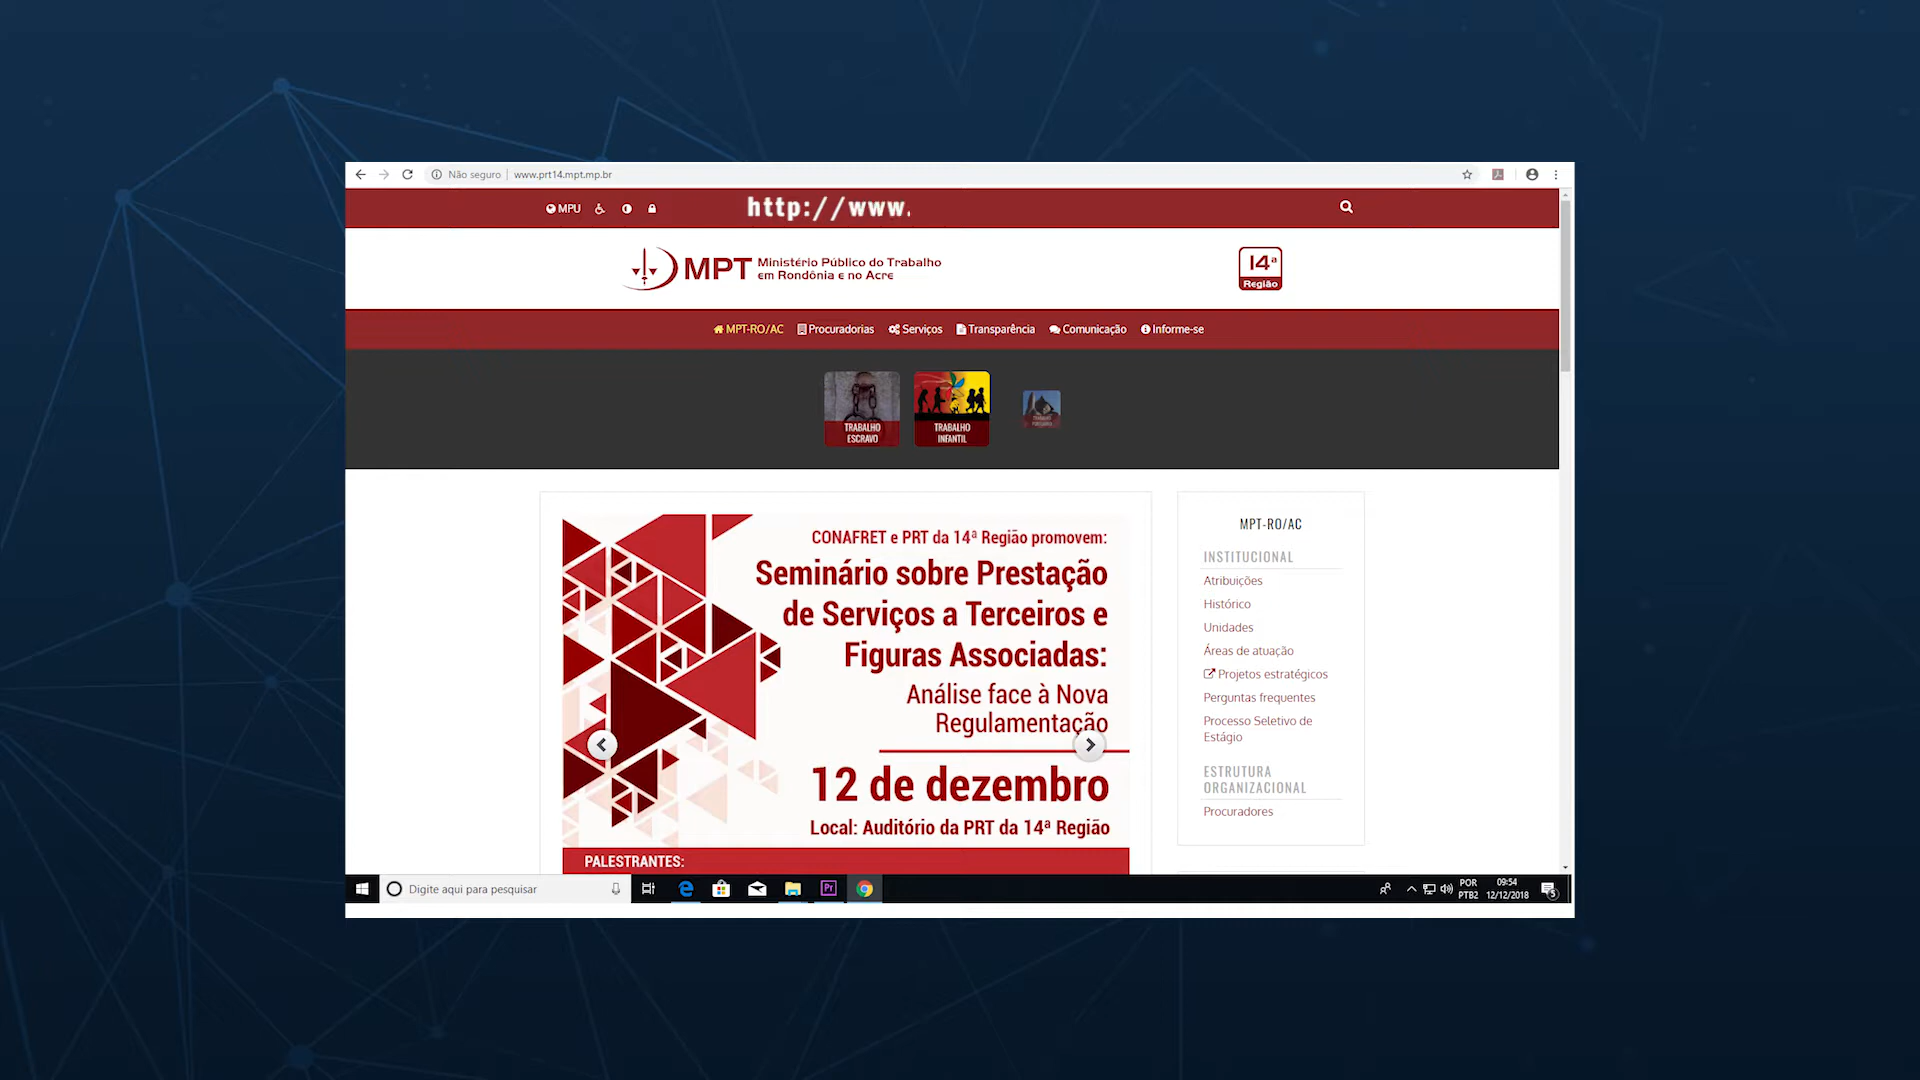 Não seguro | www.prt14.mpt.mp.br
MPU
http://www.
MPT Ministério Público do Trabalho
em Rondônia e no Acre
14ª
Região
MPT-RO/AC Procuradorias Serviços Transparência Comunicação Informe-se
TRABALHO
ESCRAVO
TRABALHO
INFANTIL
CONAFRET e PRT da 14ª Região promovem:
Seminário sobre Prestação
de Serviços a Terceiros e
Figuras Associadas:
Análise face à Nova
Regulamentação
12 de dezembro
Local: Auditório da PRT da 14ª Região
PALESTRANTES:
MPT-RO/AC
INSTITUCIONAL
Atribuições
Histórico
Unidades
Áreas de atuação
Projetos estratégicos
Perguntas frequentes
Processo Seletivo de
Estágio
ESTRUTURA
ORGANIZACIONAL
Procuradores
Digite aqui para pesquisar
Pr
POR
PTB2
09:54
12/12/2018
5